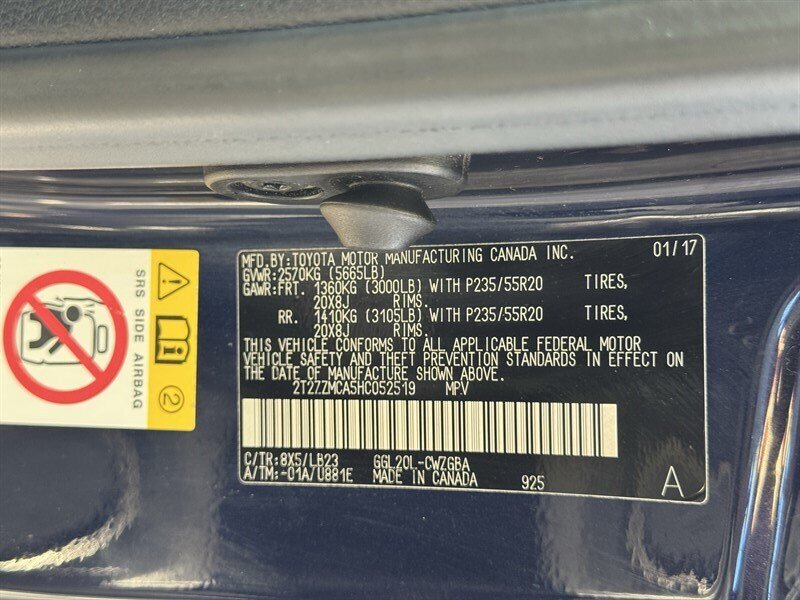 MFD.BY:TOYOTA MOTOR MANUFACTURING CANADA INC. 01/17
GVWR:2570KG (5665LB)
GAWR:FRT. 1360KG (3000LB) WITH P235/55R20 TIRES,
20X8J RIMS.
RR. 1410KG (3105LB) WITH P235/55R20 TIRES,
20X8J RIMS.
THIS VEHICLE CONFORMS TO ALL APPLICABLE FEDERAL MOTOR
VEHICLE SAFETY AND THEFT PREVENTION STANDARDS IN EFFECT ON
THE DATE OF MANUFACTURE SHOWN ABOVE.
2T2ZZMCA5HC052519 MPV
C/TR:8X5/LB23 GGL20L-CWZGBA
A/TM:-01A/U881E MADE IN CANADA 925
A
SRS SIDE AIRBAG
2